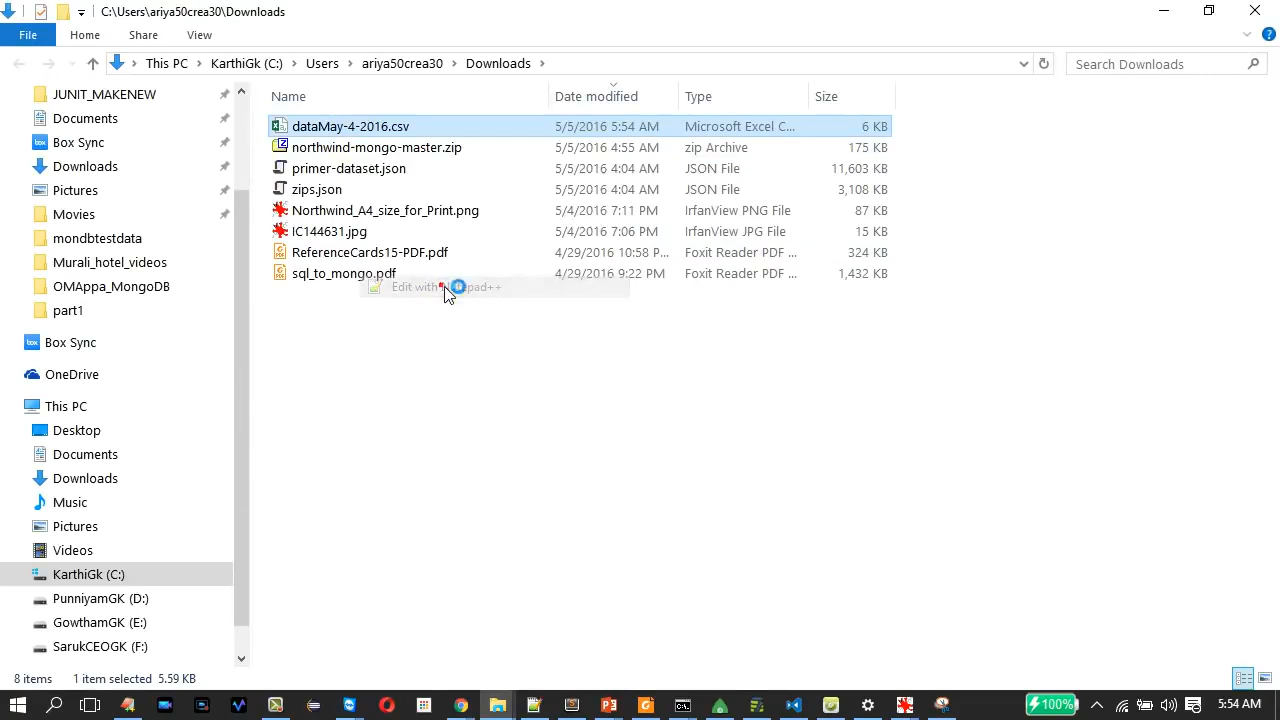 C:\Users\ariya50crea30\Downloads
File Home Share View
This PC KarthiGk (C:) Users ariya50crea30 Downloads Search Downloads
JUNIT_MAKENEW
Documents
Box Sync
Downloads
Pictures
Movies
mondbtestdata
Murali_hotel_videos
OMAppa_MongoDB
part1
Box Sync
OneDrive
This PC
Desktop
Documents
Downloads
Music
Pictures
Videos
KarthiGk (C:)
PunniyamGK (D:)
GowthamGK (E:)
SarukCEOGK (F:)
Name Date modified Type Size
dataMay-4-2016.csv 5/5/2016 5:54 AM Microsoft Excel C... 6 KB
northwind-mongo-master.zip 5/5/2016 4:55 AM zip Archive 175 KB
primer-dataset.json 5/5/2016 4:04 AM JSON File 11,603 KB
zips.json 5/5/2016 4:04 AM JSON File 3,108 KB
Northwind_A4_size_for_Print.png 5/4/2016 7:11 PM IrfanView PNG File 87 KB
IC144631.jpg 5/4/2016 7:06 PM IrfanView JPG File 15 KB
ReferenceCards15-PDF.pdf 4/29/2016 10:58 P... Foxit Reader PDF ... 324 KB
sql_to_mongo.pdf 4/29/2016 9:22 PM Foxit Reader PDF ... 1,432 KB
Edit with
8 items 1 item selected 5.59 KB
100% 5:54 AM